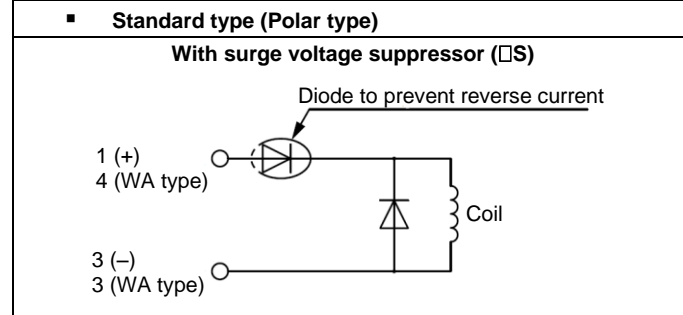 ▪ Standard type (Polar type)
With surge voltage suppressor (□S)
Diode to prevent reverse current
1 (+)
4 (WA type)
Coil
3 (–)
3 (WA type)